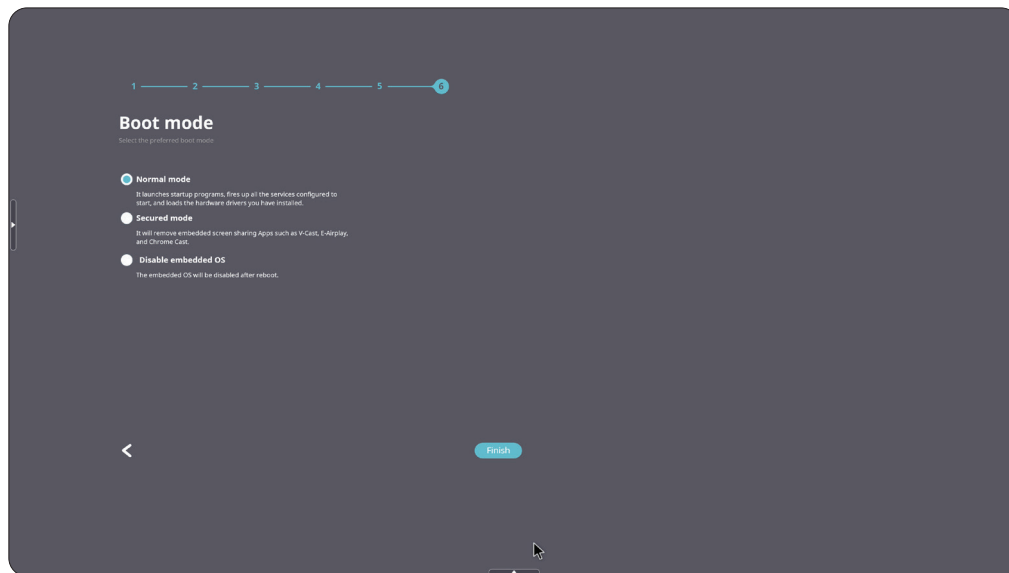 1 2 3 4 5 6
Boot mode
Select the preferred boot mode
Normal mode
It launches startup programs, fires up all the services configured to
start, and loads the hardware drivers you have installed.
Secured mode
It will remove embedded screen sharing Apps such as V-Cast, E-Airplay,
and Chrome Cast.
Disable embedded OS
The embedded OS will be disabled after reboot.
Finish